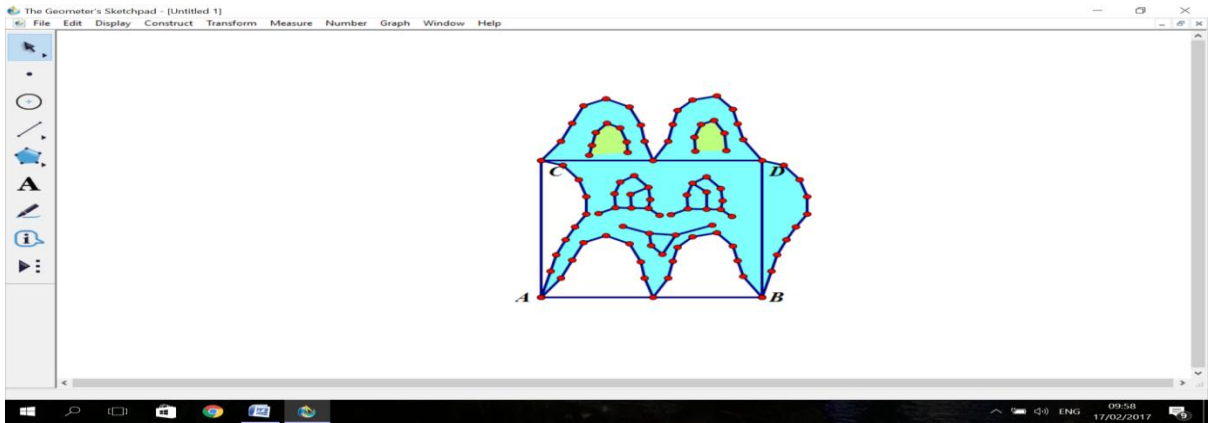 The Geometer's Sketchpad - [Untitled 1]
File Edit Display Construct Transform Measure Number Graph Window Help
A
C
D
A
B
ENG
09:58
17/02/2017
9